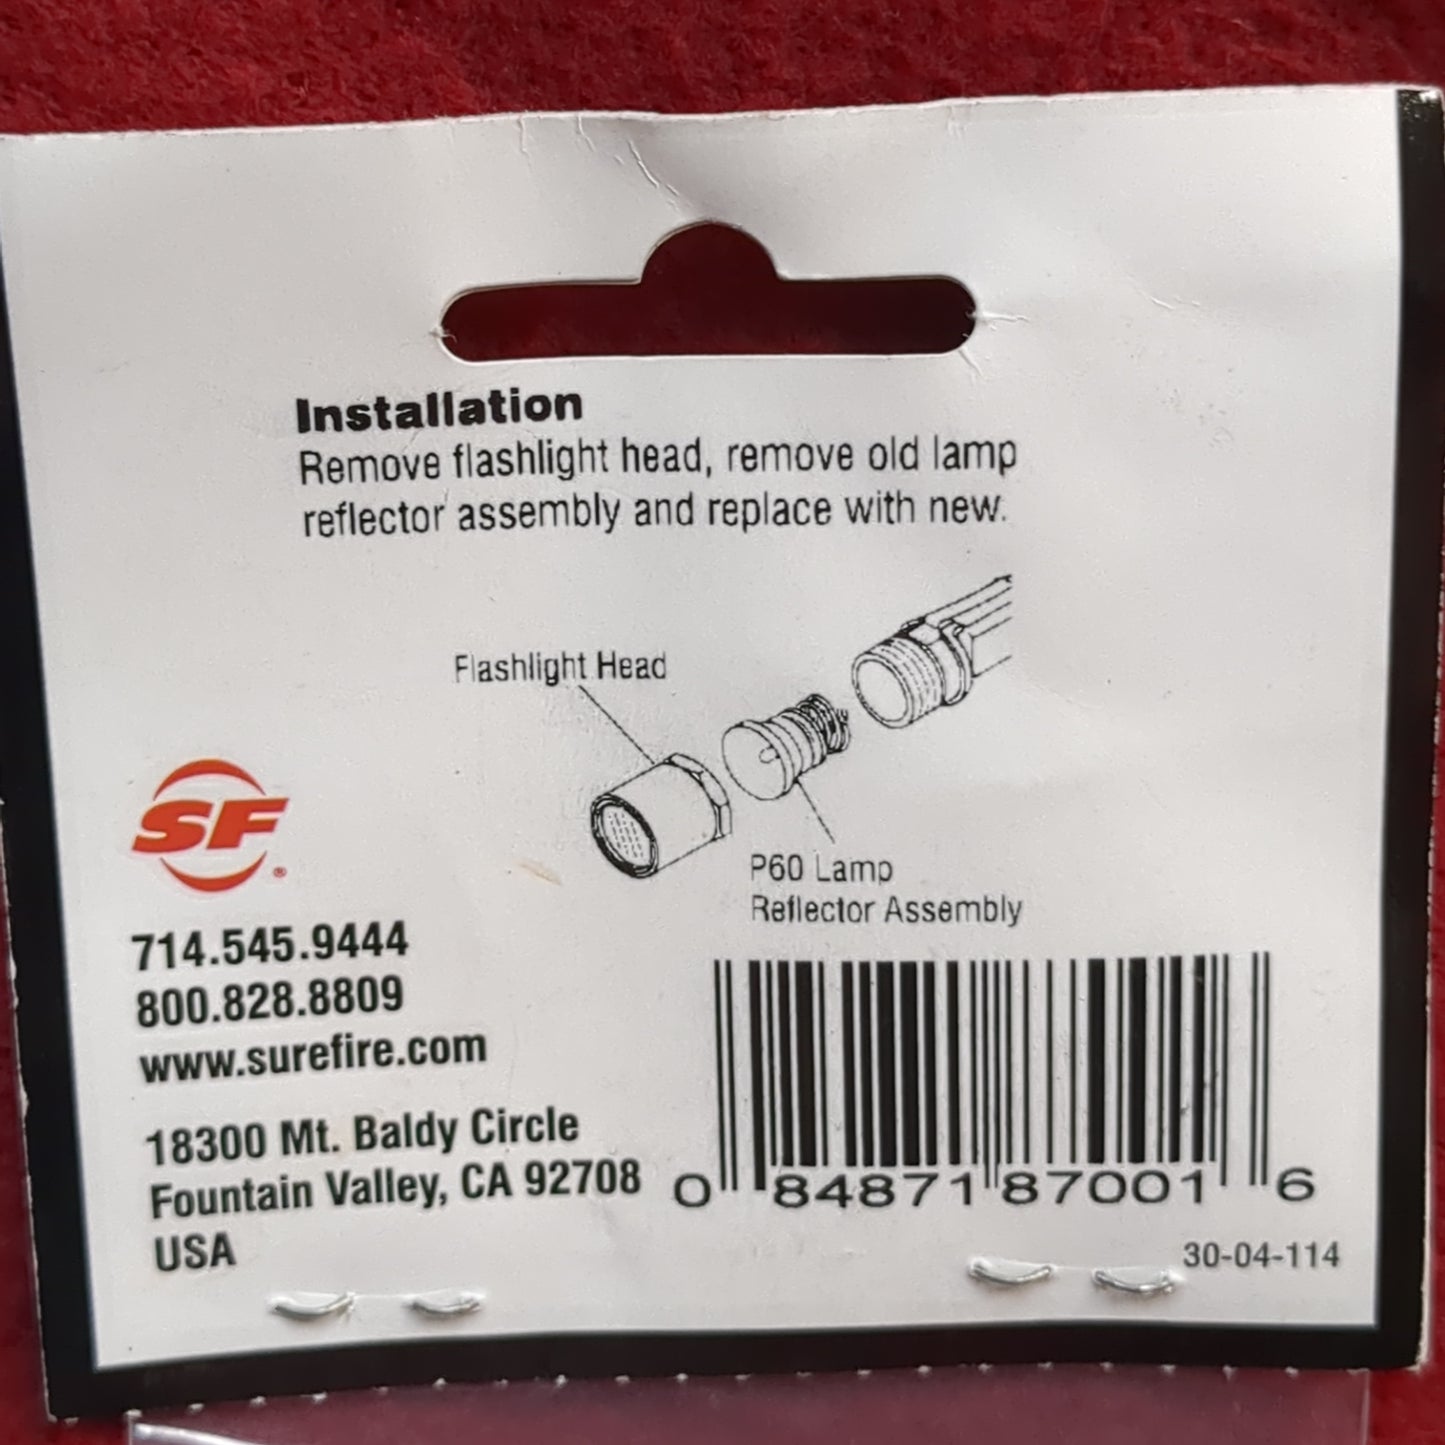 Installation
Remove flashlight head, remove old lamp
reflector assembly and replace with new.
Flashlight Head
P60 Lamp
Reflector Assembly
SF®
714.545.9444
800.828.8809
www.surefire.com
18300 Mt. Baldy Circle
Fountain Valley, CA 92708
USA
0 84871 87001 6
30-04-114